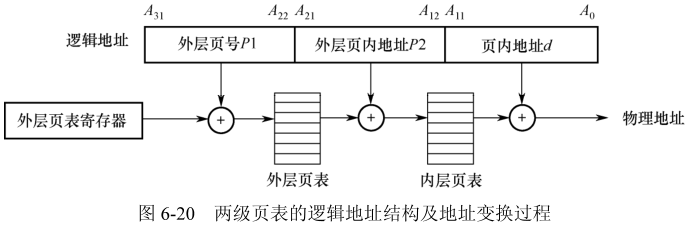 A31 A22 A21 A12 A11 A0
逻辑地址 外层页号P1 外层页内地址P2 页内地址d
外层页表寄存器 + + + 物理地址
外层页表 内层页表
图 6-20 两级页表的逻辑地址结构及地址变换过程